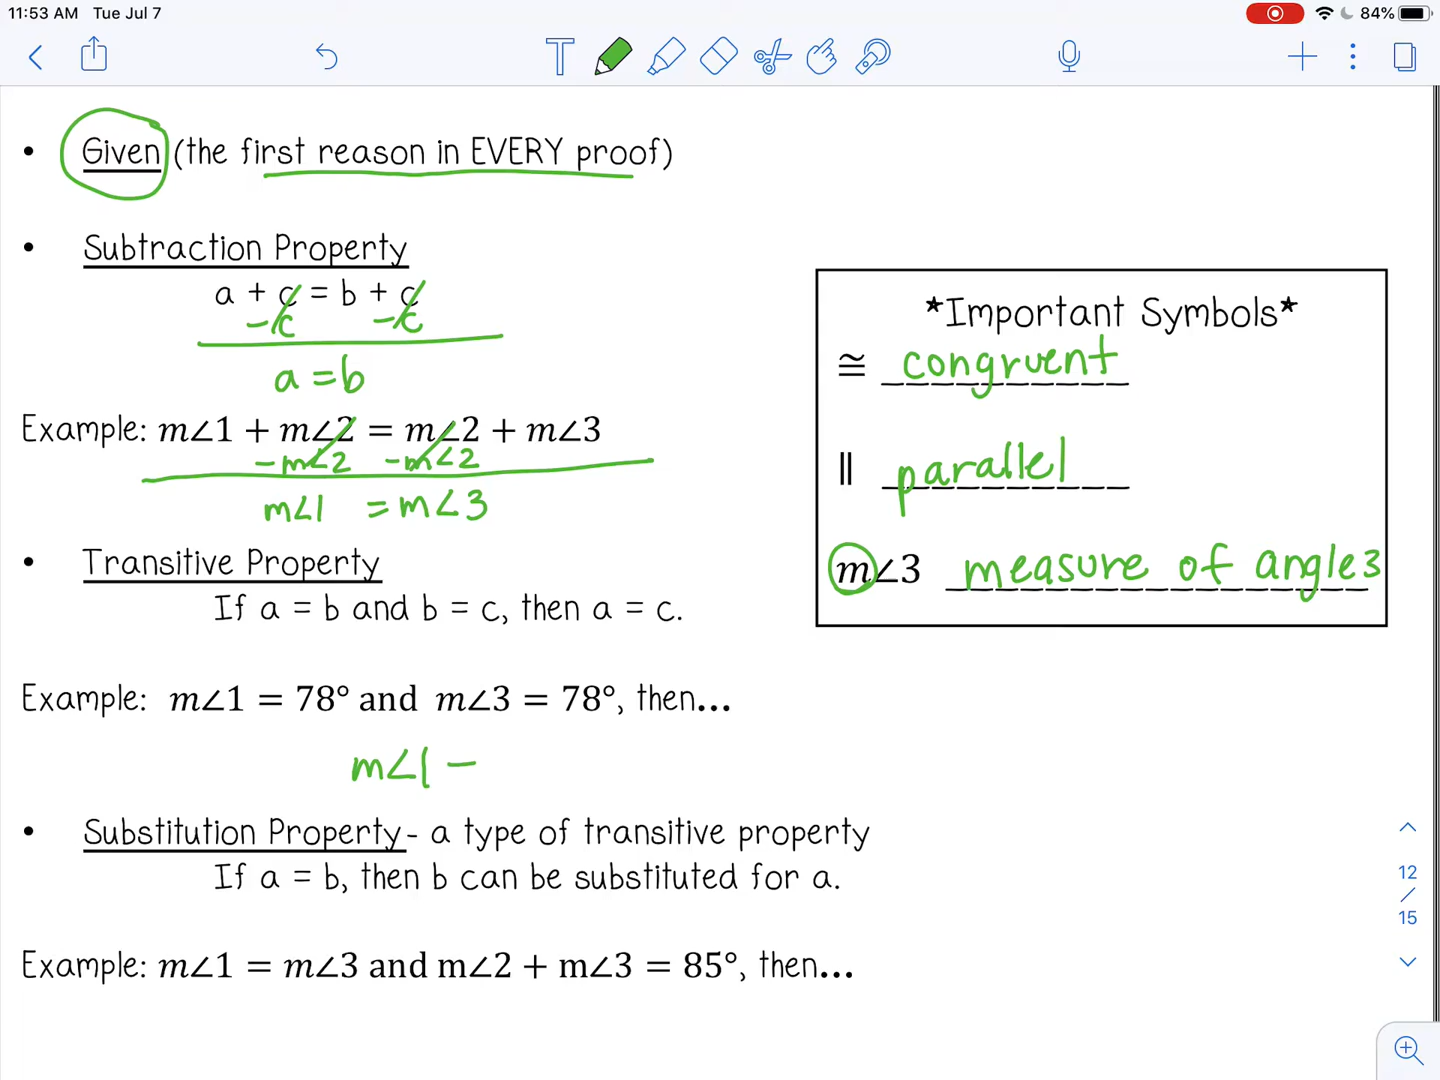 11:53 AM Tue Jul 7
84%
• Given (the first reason in EVERY proof)
• Subtraction Property
a + c = b + c
-c -c
a = b
Example: m∠1 + m∠2 = m∠2 + m∠3
-m∠2 -m∠2
m∠1 = m∠3
• Transitive Property
If a = b and b = c, then a = c.
Example: m∠1 = 78° and m∠3 = 78°, then...
m∠1 -
• Substitution Property - a type of transitive property
If a = b, then b can be substituted for a.
Example: m∠1 = m∠3 and m∠2 + m∠3 = 85°, then...
*Important Symbols*
≅ congruent
|| parallel
m∠3 measure of angle 3
12
/
15